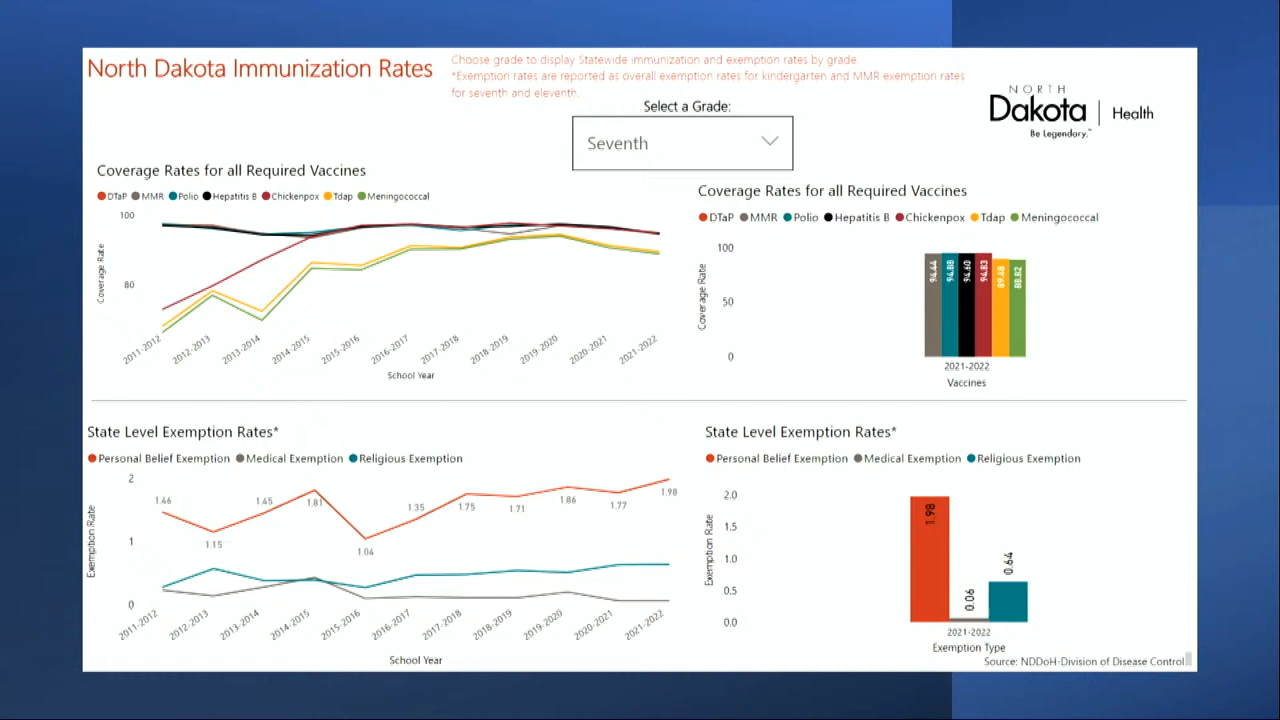 North Dakota Immunization Rates
Choose grade to display Statewide immunization and exemption rates by grade.
*Exemption rates are reported as overall exemption rates for kindergarten and MMR exemption rates
for seventh and eleventh.
Select a Grade:
Seventh
NORTH
Dakota | Health
Be Legendary.™
Coverage Rates for all Required Vaccines
DTaP MMR Polio Hepatitis B Chickenpox Tdap Meningococcal
Coverage Rate
100
80
2011-2012 2012-2013 2013-2014 2014-2015 2015-2016 2016-2017 2017-2018 2018-2019 2019-2020 2020-2021 2021-2022
School Year
Coverage Rates for all Required Vaccines
DTaP MMR Polio Hepatitis B Chickenpox Tdap Meningococcal
Coverage Rate
100
50
0
94.44 94.88 94.60 94.83 89.48 88.82
2021-2022
Vaccines
State Level Exemption Rates*
Personal Belief Exemption Medical Exemption Religious Exemption
Exemption Rate
2
1
0
1.46 1.15 1.45 1.81 1.04 1.35 1.75 1.71 1.86 1.77 1.98
2011-2012 2012-2013 2013-2014 2014-2015 2015-2016 2016-2017 2017-2018 2018-2019 2019-2020 2020-2021 2021-2022
School Year
State Level Exemption Rates*
Personal Belief Exemption Medical Exemption Religious Exemption
Exemption Rate
2.0
1.5
1.0
0.5
0.0
1.98 0.06 0.64
2021-2022
Exemption Type
Source: NDDoH-Division of Disease Control